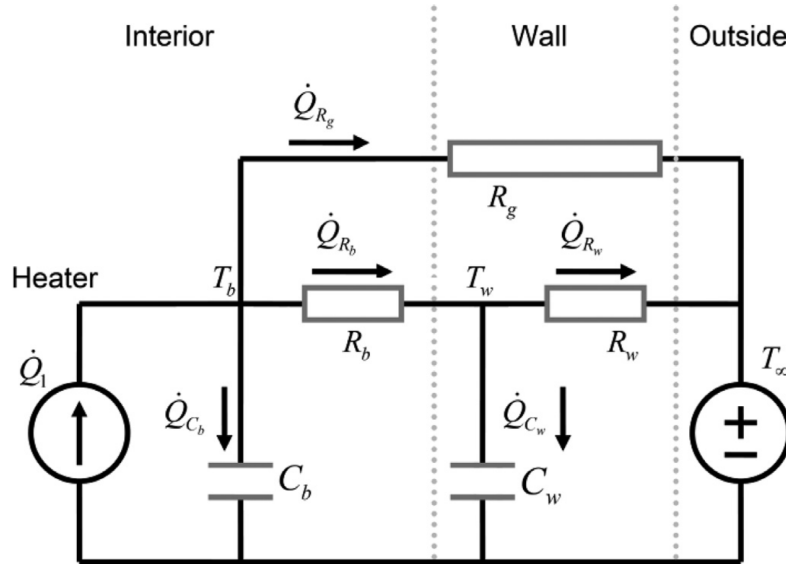 Interior
Wall
Outside
Q̇_{R_g}
R_g
Q̇_{R_b}
Q̇_{R_w}
Heater
T_b
T_w
R_b
R_w
T_∞
Q̇_1
Q̇_{C_b}
Q̇_{C_w}
+
−
C_b
C_w